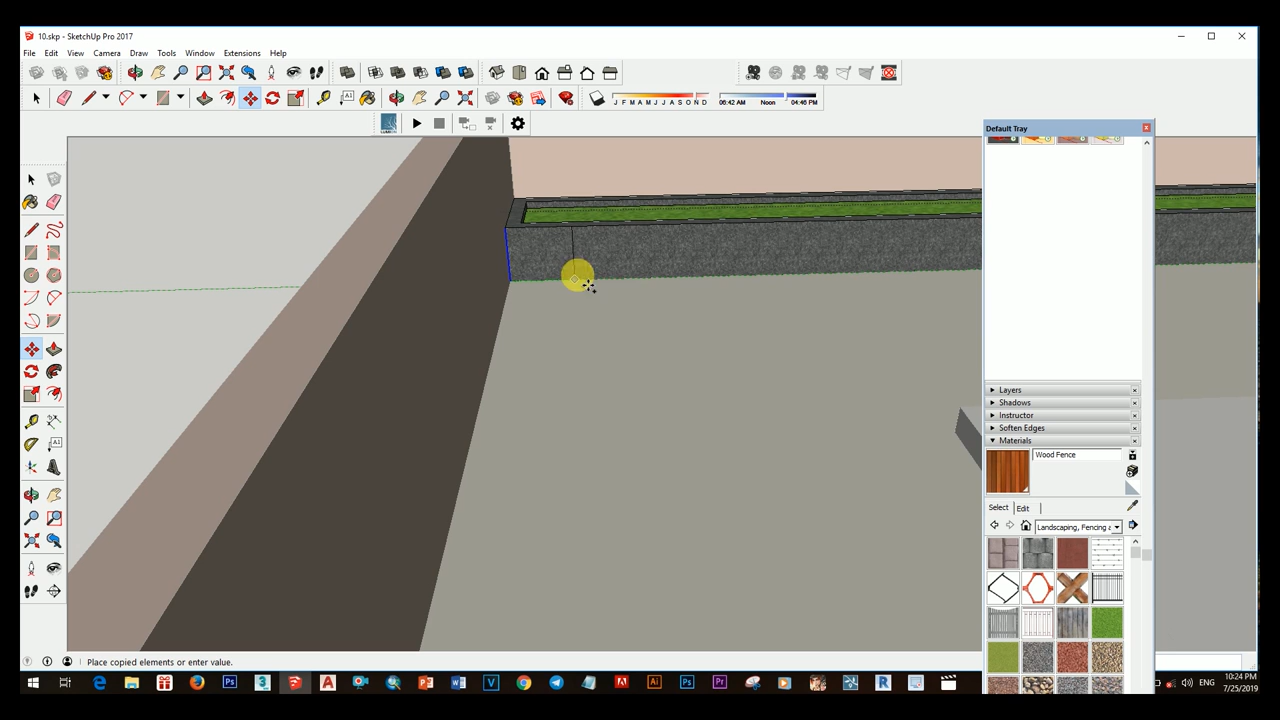 10.skp - SketchUp Pro 2017
File Edit View Camera Draw Tools Window Extensions Help
J F M A M J J A S O N D 06:42 AM Noon 04:46 PM
LUMION
Default Tray
Layers
Shadows
Instructor
Soften Edges
Materials
Wood Fence
Select Edit
Landscaping, Fencing a
Place copied elements or enter value.
ENG
10:24 PM
7/25/2019